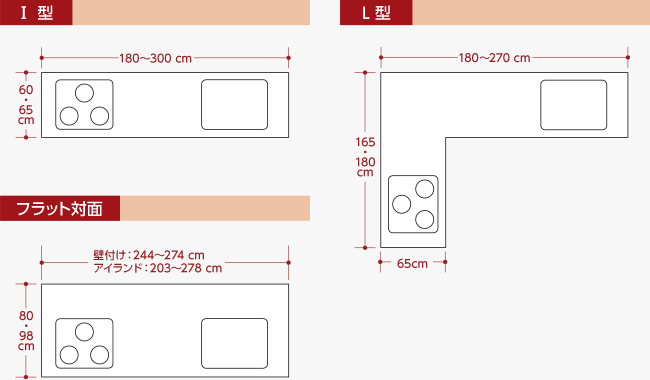 I 型
180～300 cm
60
・
65
cm
L 型
180～270 cm
165
・
180
cm
65cm
フラット対面
壁付け：244～274 cm
アイランド：203～278 cm
80
・
98
cm